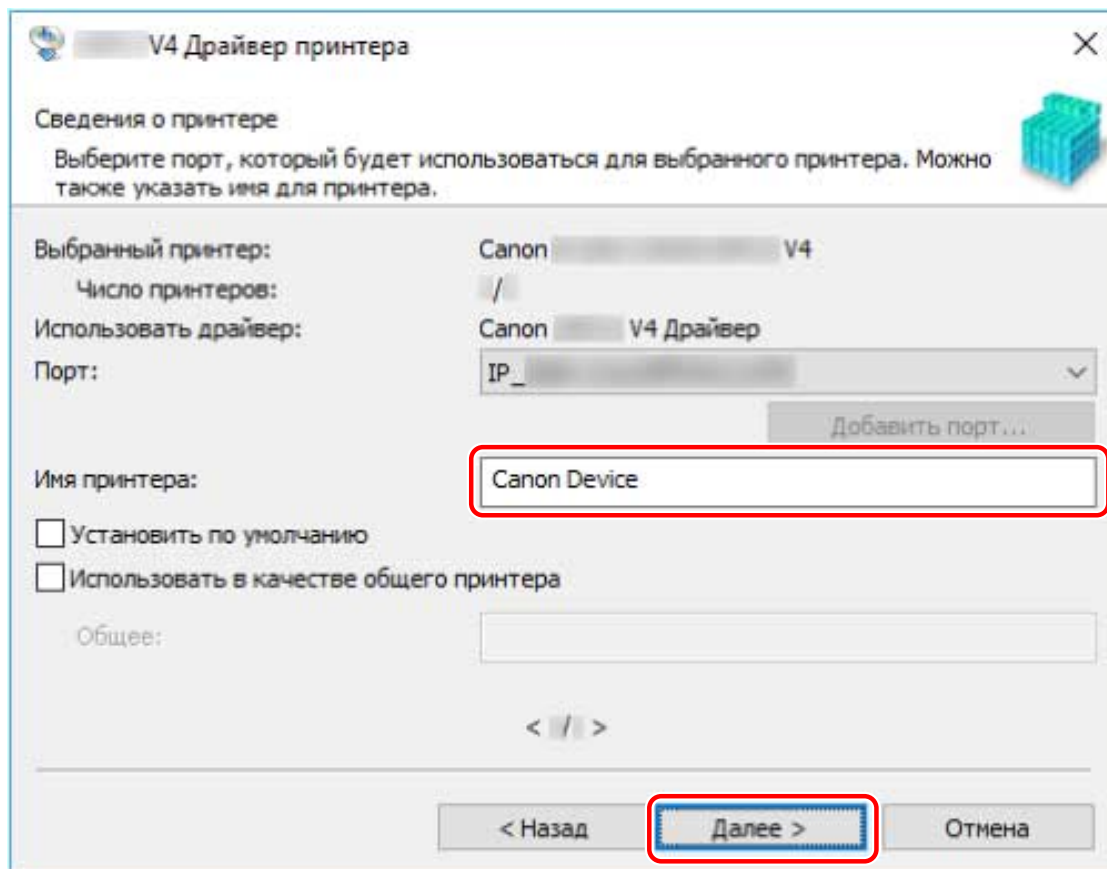 V4 Драйвер принтера
Сведения о принтере
Выберите порт, который будет использоваться для выбранного принтера. Можно
также указать имя для принтера.
Выбранный принтер: Canon V4
Число принтеров: /
Использовать драйвер: Canon V4 Драйвер
Порт: IP_
Добавить порт...
Имя принтера: Canon Device
Установить по умолчанию
Использовать в качестве общего принтера
Общее:
< / >
< Назад Далее > Отмена